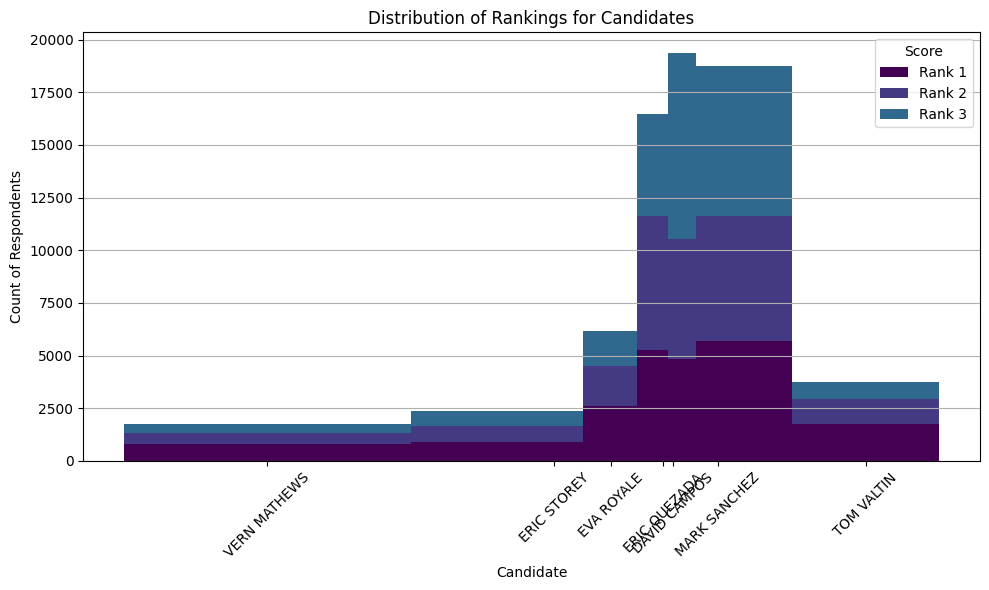 Distribution of Rankings for Candidates
Count of Respondents
20000
17500
15000
12500
10000
7500
5000
2500
0
Score
Rank 1
Rank 2
Rank 3
VERN MATHEWS
ERIC STOREY
EVA ROYALE
ERIC QUEZADA
DAVID CAMPOS
MARK SANCHEZ
TOM VALTIN
Candidate